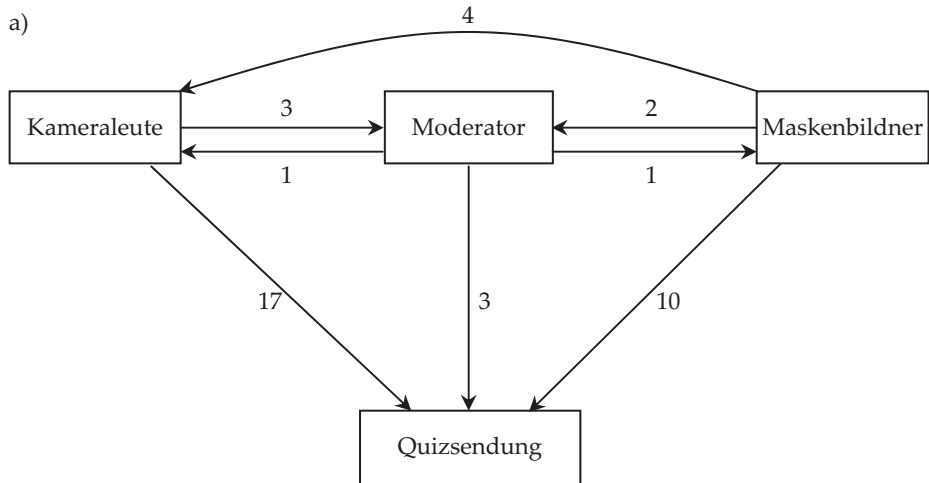 a)
4
Kameraleute
3
Moderator
2
Maskenbildner
1
1
17
3
10
Quizsendung